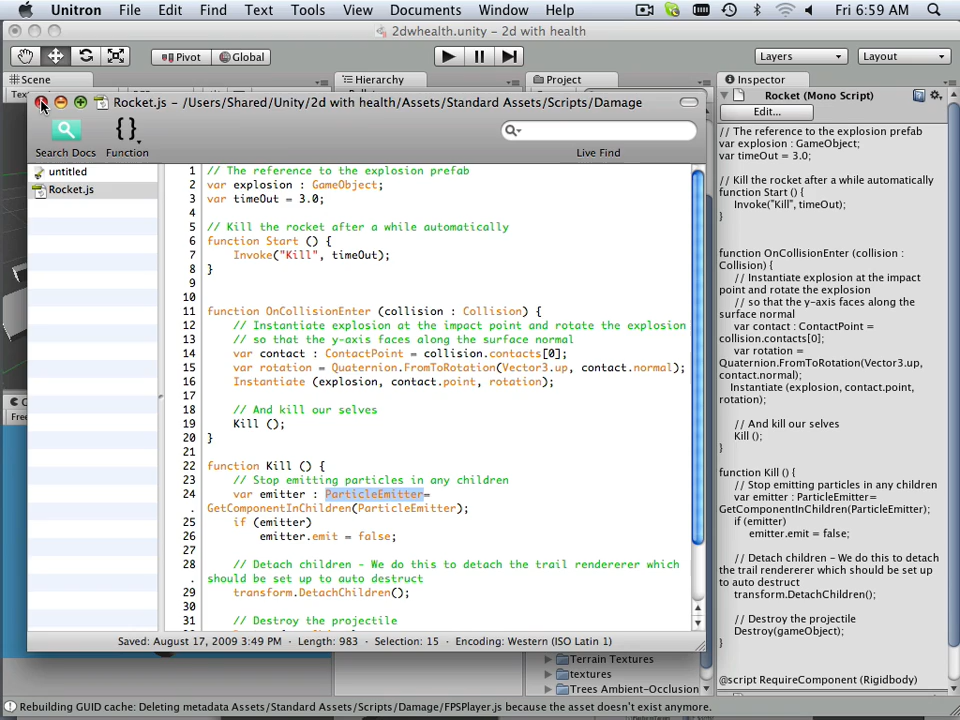 Unitron File Edit Find Text Tools View Documents Window Help Fri 6:59 AM
2dwhealth.unity - 2d with health
Pivot Global Layers Layout
Scene Hierarchy Project Inspector
Rocket.js – /Users/Shared/Unity/2d with health/Assets/Standard Assets/Scripts/Damage
Search Docs Function Live Find
untitled
Rocket.js
1 // The reference to the explosion prefab
2 var explosion : GameObject;
3 var timeOut = 3.0;
4
5 // Kill the rocket after a while automatically
6 function Start () {
7 Invoke("Kill", timeOut);
8 }
9
10
11 function OnCollisionEnter (collision : Collision) {
12 // Instantiate explosion at the impact point and rotate the explosion
13 // so that the y-axis faces along the surface normal
14 var contact : ContactPoint = collision.contacts[0];
15 var rotation = Quaternion.FromToRotation(Vector3.up, contact.normal);
16 Instantiate (explosion, contact.point, rotation);
17
18 // And kill our selves
19 Kill ();
20 }
21
22 function Kill () {
23 // Stop emitting particles in any children
24 var emitter : ParticleEmitter=
. GetComponentInChildren(ParticleEmitter);
25 if (emitter)
26 emitter.emit = false;
27
28 // Detach children - We do this to detach the trail rendererer which
. should be set up to auto destruct
29 transform.DetachChildren();
30
31 // Destroy the projectile
Saved: August 17, 2009 3:49 PM Length: 983 Selection: 15 Encoding: Western (ISO Latin 1)
Free
Terrain Textures
textures
Trees Ambient-Occlusion
Rocket (Mono Script)
Edit...
// The reference to the explosion prefab
var explosion : GameObject;
var timeOut = 3.0;
// Kill the rocket after a while automatically
function Start () {
Invoke("Kill", timeOut);
}
function OnCollisionEnter (collision :
Collision) {
// Instantiate explosion at the impact
point and rotate the explosion
// so that the y-axis faces along the
surface normal
var contact : ContactPoint =
collision.contacts[0];
var rotation =
Quaternion.FromToRotation(Vector3.up,
contact.normal);
Instantiate (explosion, contact.point,
rotation);
// And kill our selves
Kill ();
}
function Kill () {
// Stop emitting particles in any children
var emitter : ParticleEmitter=
GetComponentInChildren(ParticleEmitter);
if (emitter)
emitter.emit = false;
// Detach children - We do this to detach
the trail rendererer which should be set up
to auto destruct
transform.DetachChildren();
// Destroy the projectile
Destroy(gameObject);
}
@script RequireComponent (Rigidbody)
Rebuilding GUID cache: Deleting metadata Assets/Standard Assets/Scripts/Damage/FPSPlayer.js because the asset doesn't exist anymore.